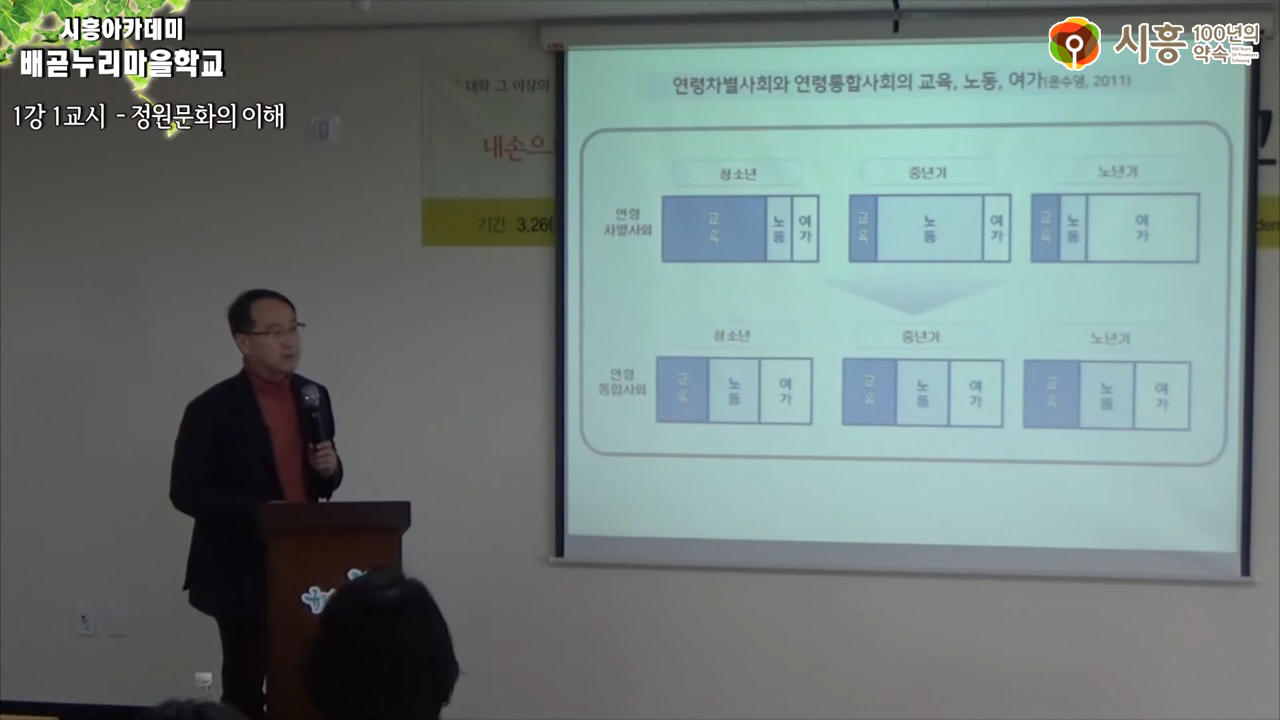 시흥아카데미
배곧누리마을학교
1강 1교시 - 정원문화의 이해
시흥 100년의 약속
대학 그 이상의
내손으
기간 3.26(
연령차별사회와 연령통합사회의 교육, 노동, 여가(윤수영, 2011)
청소년 중년기 노년기
연령
차별사회
교육 노동 여가 교육 노동 여가 교육 노동 여가
청소년 중년기 노년기
연령
통합사회
교육 노동 여가 교육 노동 여가 교육 노동 여가